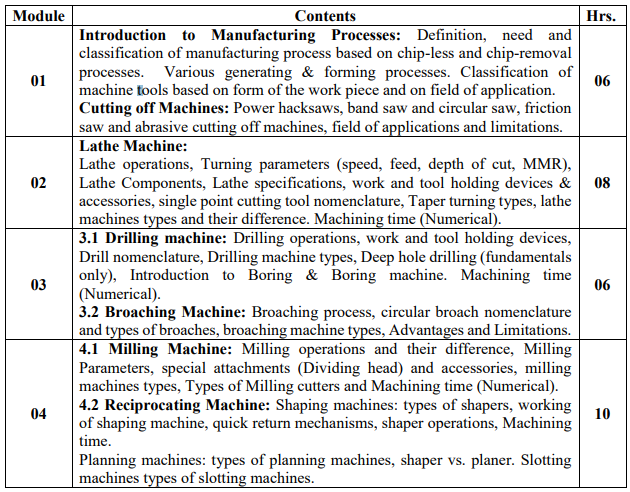 Module Contents Hrs.
Introduction to Manufacturing Processes: Definition, need and
classification of manufacturing process based on chip-less and chip-removal
processes. Various generating & forming processes. Classification of
machine tools based on form of the work piece and on field of application.
Cutting off Machines: Power hacksaws, band saw and circular saw, friction
saw and abrasive cutting off machines, field of applications and limitations.
01
06
Lathe Machine:
Lathe operations, Turning parameters (speed, feed, depth of cut, MMR),
Lathe Components, Lathe specifications, work and tool holding devices &
accessories, single point cutting tool nomenclature, Taper turning types, lathe
machines types and their difference. Machining time (Numerical).
02
08
3.1 Drilling machine: Drilling operations, work and tool holding devices,
Drill nomenclature, Drilling machine types, Deep hole drilling (fundamentals
only), Introduction to Boring & Boring machine. Machining time
(Numerical).
3.2 Broaching Machine: Broaching process, circular broach nomenclature
and types of broaches, broaching machine types, Advantages and Limitations.
03
06
4.1 Milling Machine: Milling operations and their difference, Milling
Parameters, special attachments (Dividing head) and accessories, milling
machines types, Types of Milling cutters and Machining time (Numerical).
4.2 Reciprocating Machine: Shaping machines: types of shapers, working
of shaping machine, quick return mechanisms, shaper operations, Machining
time.
Planning machines: types of planning machines, shaper vs. planer. Slotting
machines types of slotting machines.
04
10